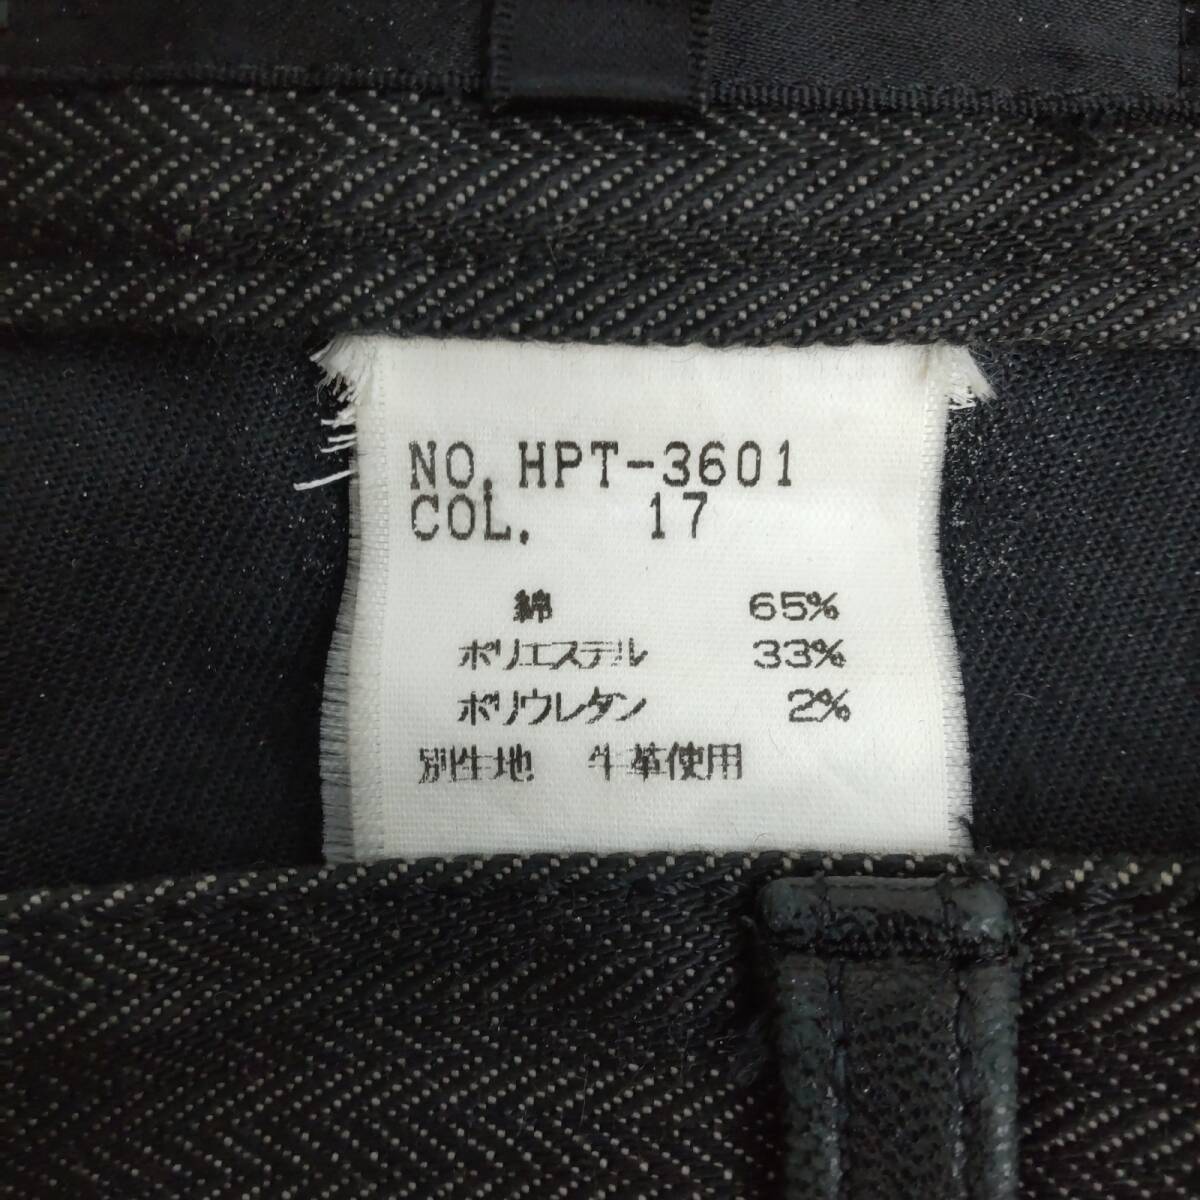 NO. HPT-3601
COL. 17
綿 65%
ポリエステル 33%
ポリウレタン 2%
別生地 牛革使用